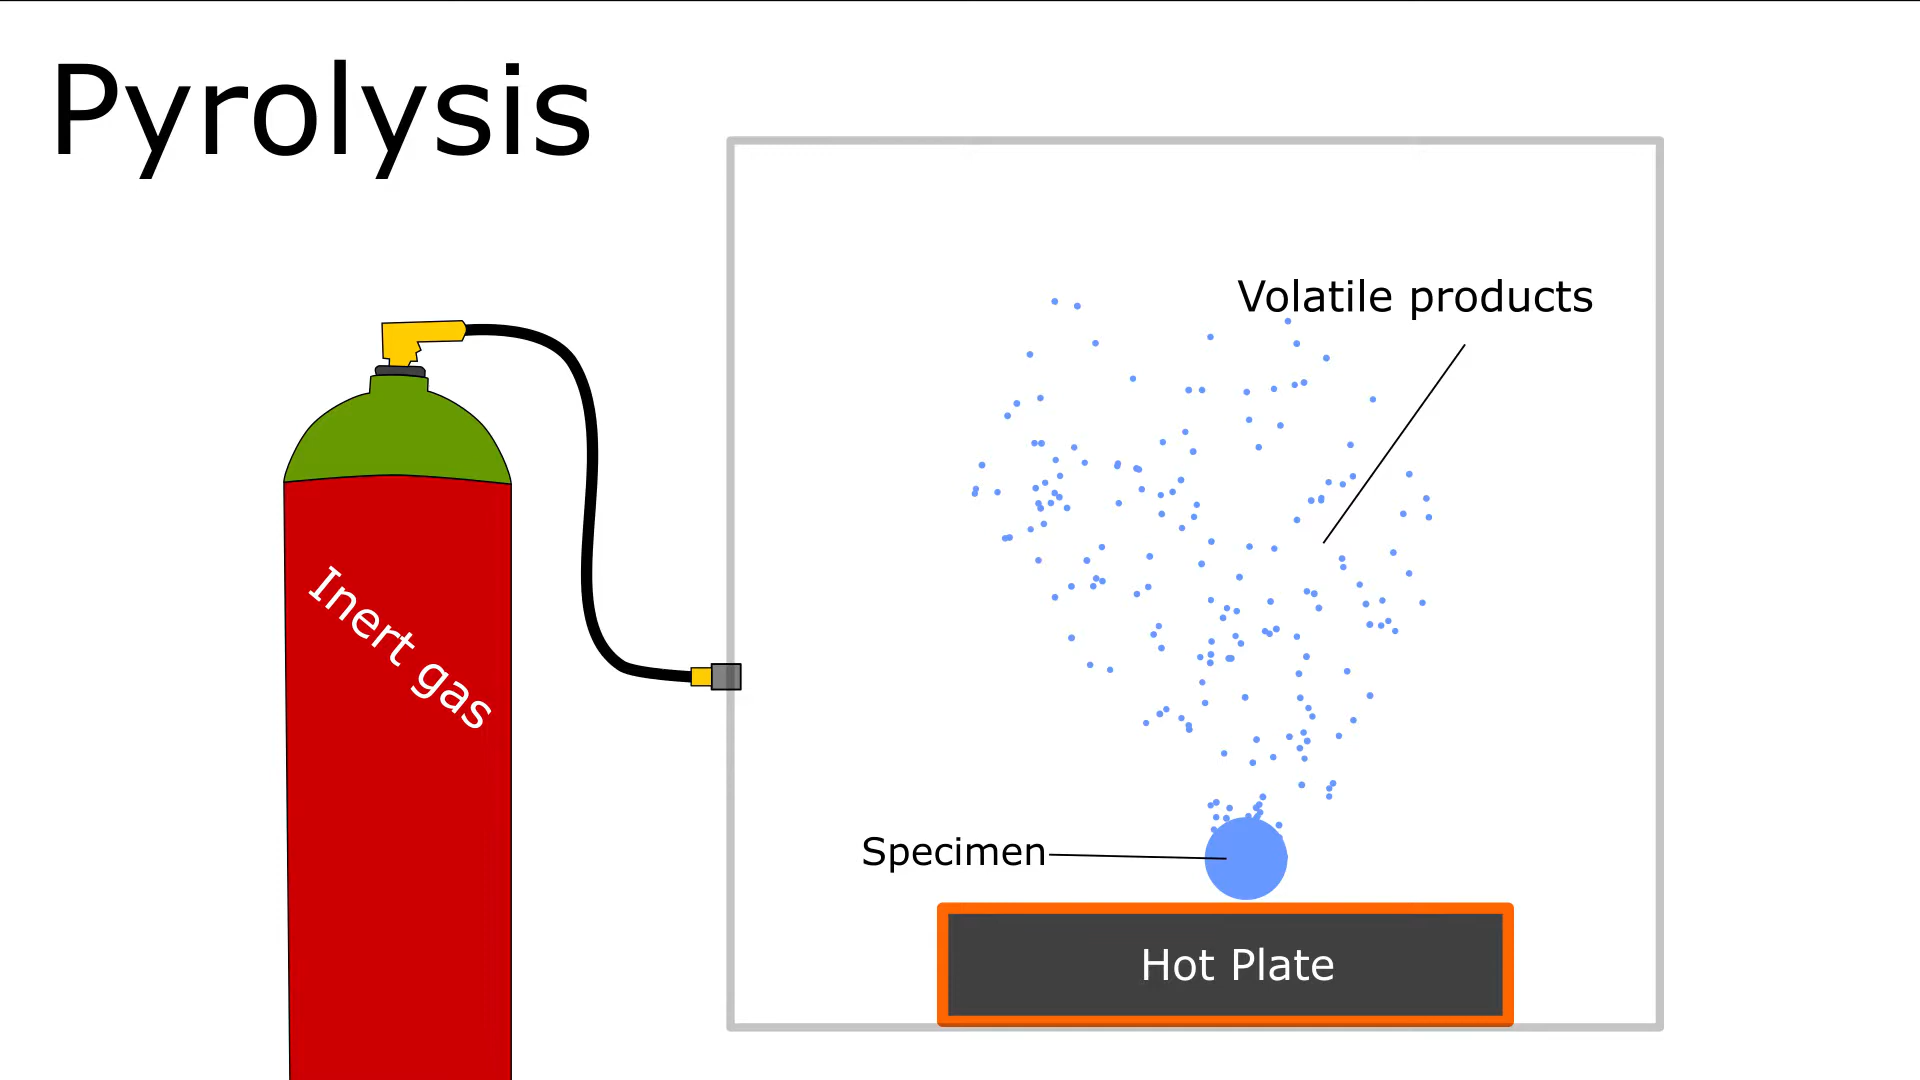 Pyrolysis
Volatile products
Inert gas
Specimen
Hot Plate